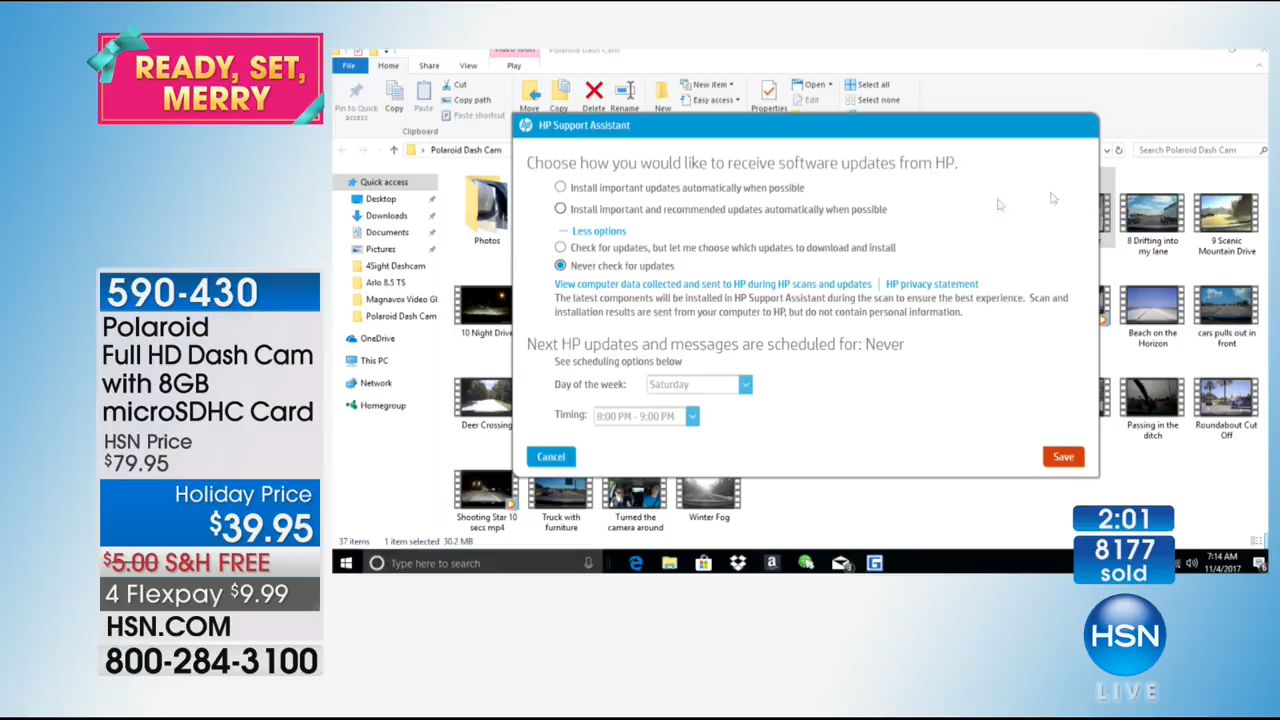 READY, SET,
MERRY
590-430
Polaroid
Full HD Dash Cam
with 8GB
microSDHC Card
HSN Price
$79.95
Holiday Price
$39.95
$5.00 S&H FREE
4 Flexpay $9.99
HSN.COM
800-284-3100
Polaroid Dash Cam
File Home Share View Play
Pin to Quick
access
Copy
Paste
Cut
Copy path
Paste shortcut
Clipboard
Move
Copy
Delete
Rename
New
New item
Easy access
Properties
Open
Edit
Select all
Select none
Polaroid Dash Cam
Search Polaroid Dash Cam
Quick access
Desktop
Downloads
Documents
Pictures
4Sight Dashcam
Arlo 8.5 TS
Magnavox Video Gl
Polaroid Dash Cam
OneDrive
This PC
Network
Homegroup
Photos
10 Night Drive
Deer Crossing
Shooting Star 10
secs mp4
Truck with
furniture
Turned the
camera around
Winter Fog
8 Drifting into
my lane
9 Scenic
Mountain Drive
Beach on the
Horizon
cars pulls out in
front
Passing in the
ditch
Roundabout Cut
Off
HP Support Assistant
Choose how you would like to receive software updates from HP.
Install important updates automatically when possible
Install important and recommended updates automatically when possible
Less options
Check for updates, but let me choose which updates to download and install
Never check for updates
View computer data collected and sent to HP during HP scans and updates | HP privacy statement
The latest components will be installed in HP Support Assistant during the scan to ensure the best experience. Scan and
installation results are sent from your computer to HP, but do not contain personal information.
Next HP updates and messages are scheduled for: Never
See scheduling options below
Day of the week: Saturday
Timing: 8:00 PM - 9:00 PM
Cancel
Save
37 items 1 item selected 30.2 MB
Type here to search
7:14 AM
11/4/2017
2:01
8177
sold
HSN
LIVE